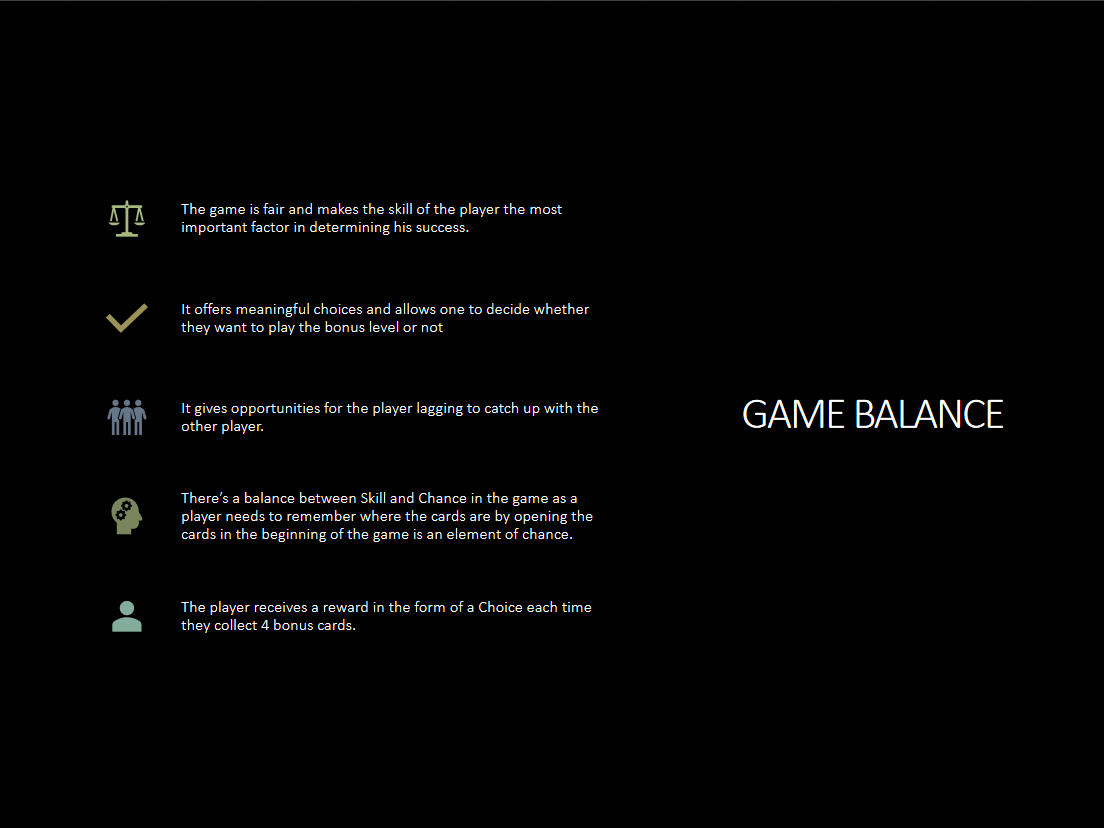 The game is fair and makes the skill of the player the most
important factor in determining his success.
It offers meaningful choices and allows one to decide whether
they want to play the bonus level or not
It gives opportunities for the player lagging to catch up with the
other player.
There’s a balance between Skill and Chance in the game as a
player needs to remember where the cards are by opening the
cards in the beginning of the game is an element of chance.
The player receives a reward in the form of a Choice each time
they collect 4 bonus cards.
GAME BALANCE